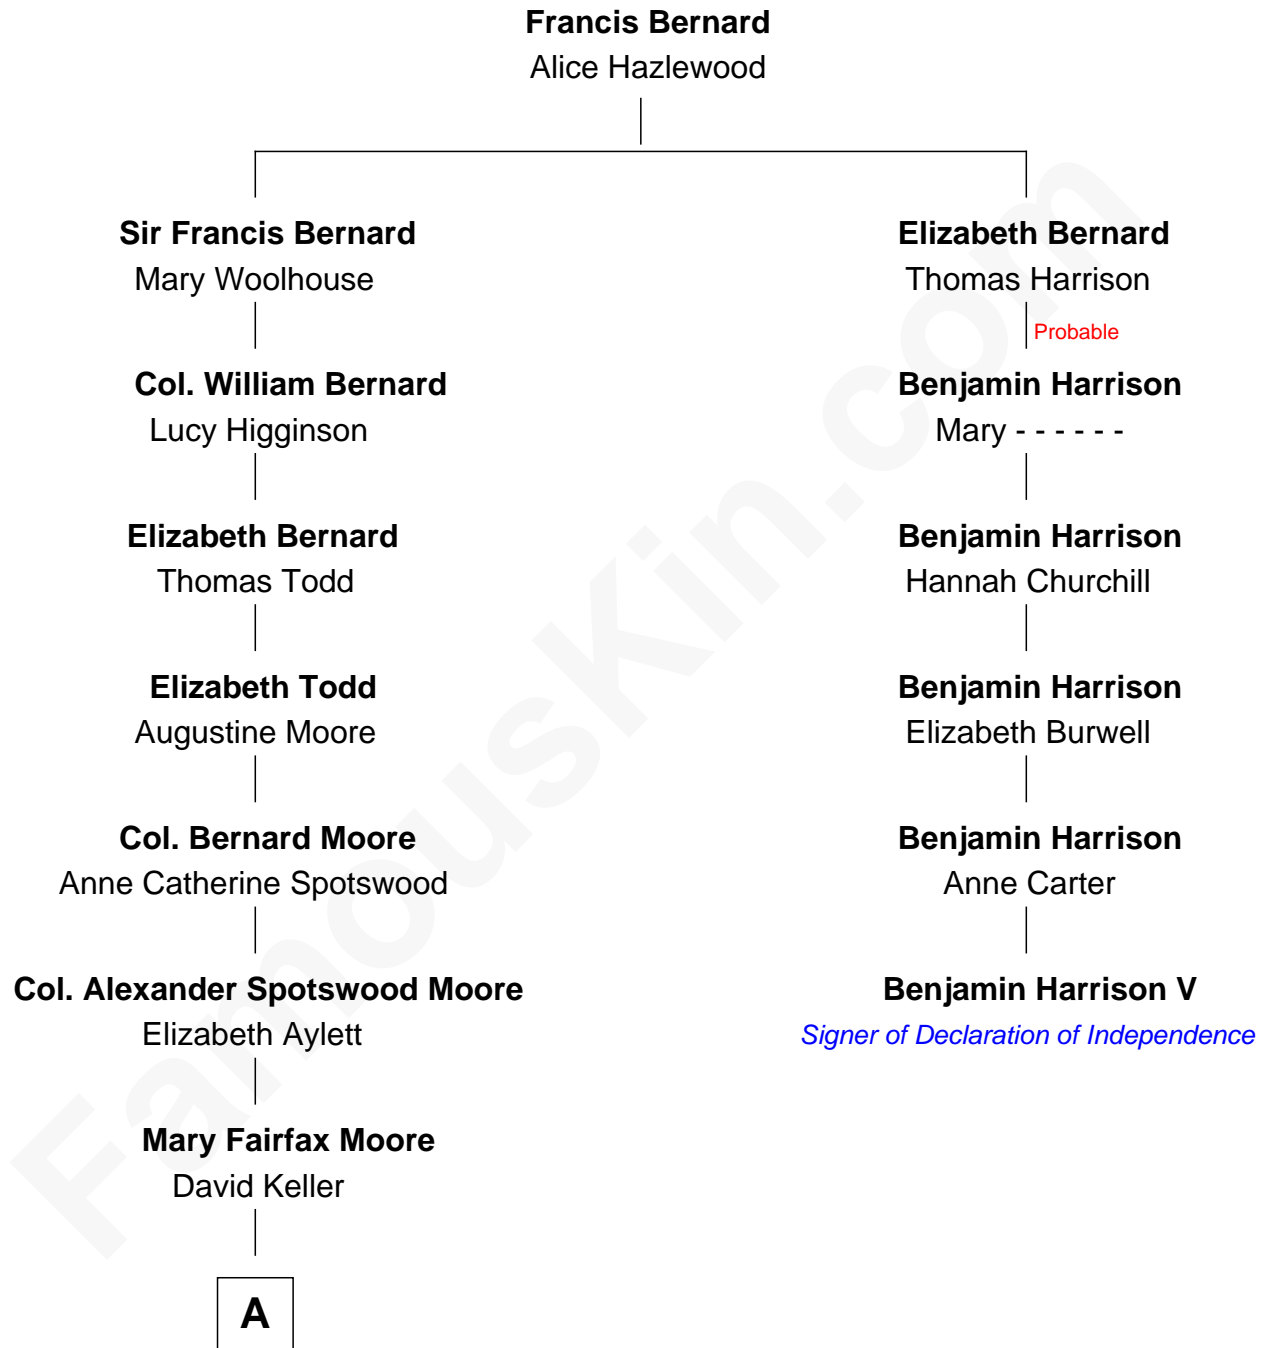 Francis Bernard
Alice Hazlewood
Sir Francis Bernard
Mary Woolhouse
Elizabeth Bernard
Thomas Harrison
Probable
Col. William Bernard
Lucy Higginson
Benjamin Harrison
Mary - - - - - -
Elizabeth Bernard
Thomas Todd
Benjamin Harrison
Hannah Churchill
Elizabeth Todd
Augustine Moore
Benjamin Harrison
Elizabeth Burwell
Col. Bernard Moore
Anne Catherine Spotswood
Benjamin Harrison
Anne Carter
Col. Alexander Spotswood Moore
Elizabeth Aylett
Benjamin Harrison V
Signer of Declaration of Independence
Mary Fairfax Moore
David Keller
A
FamousKin.com